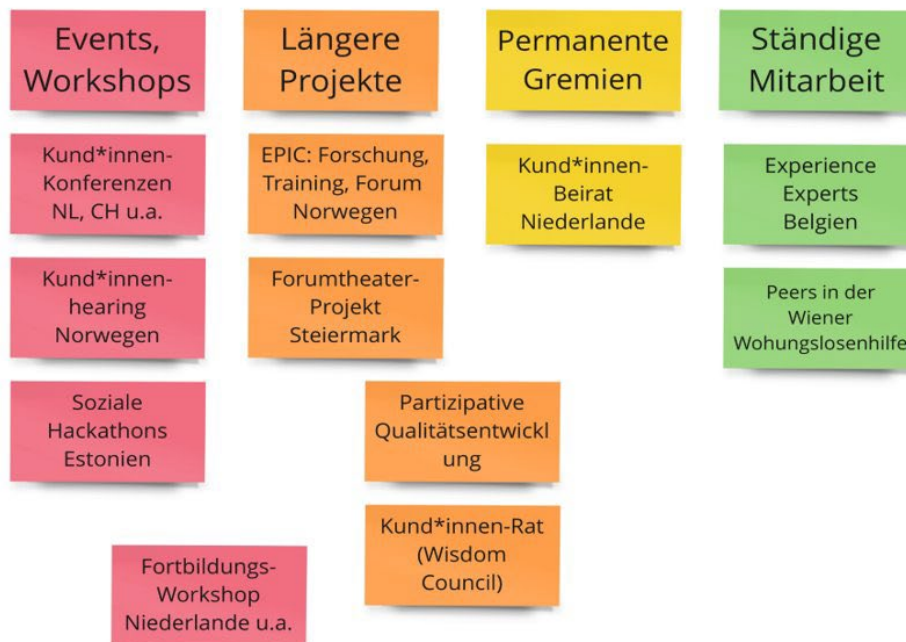 Events,
Workshops
Kund*innen-
Konferenzen
NL, CH u.a.
Kund*innen-
hearing
Norwegen
Soziale
Hackathons
Estonien
Fortbildungs-
Workshop
Niederlande u.a.
Längere
Projekte
EPIC: Forschung,
Training, Forum
Norwegen
Forumtheater-
Projekt
Steiermark
Partizipative
Qualitätsentwickl
ung
Kund*innen-Rat
(Wisdom
Council)
Permanente
Gremien
Kund*innen-
Beirat
Niederlande
Ständige
Mitarbeit
Experience
Experts
Belgien
Peers in der
Wiener
Wohungslosenhilfe